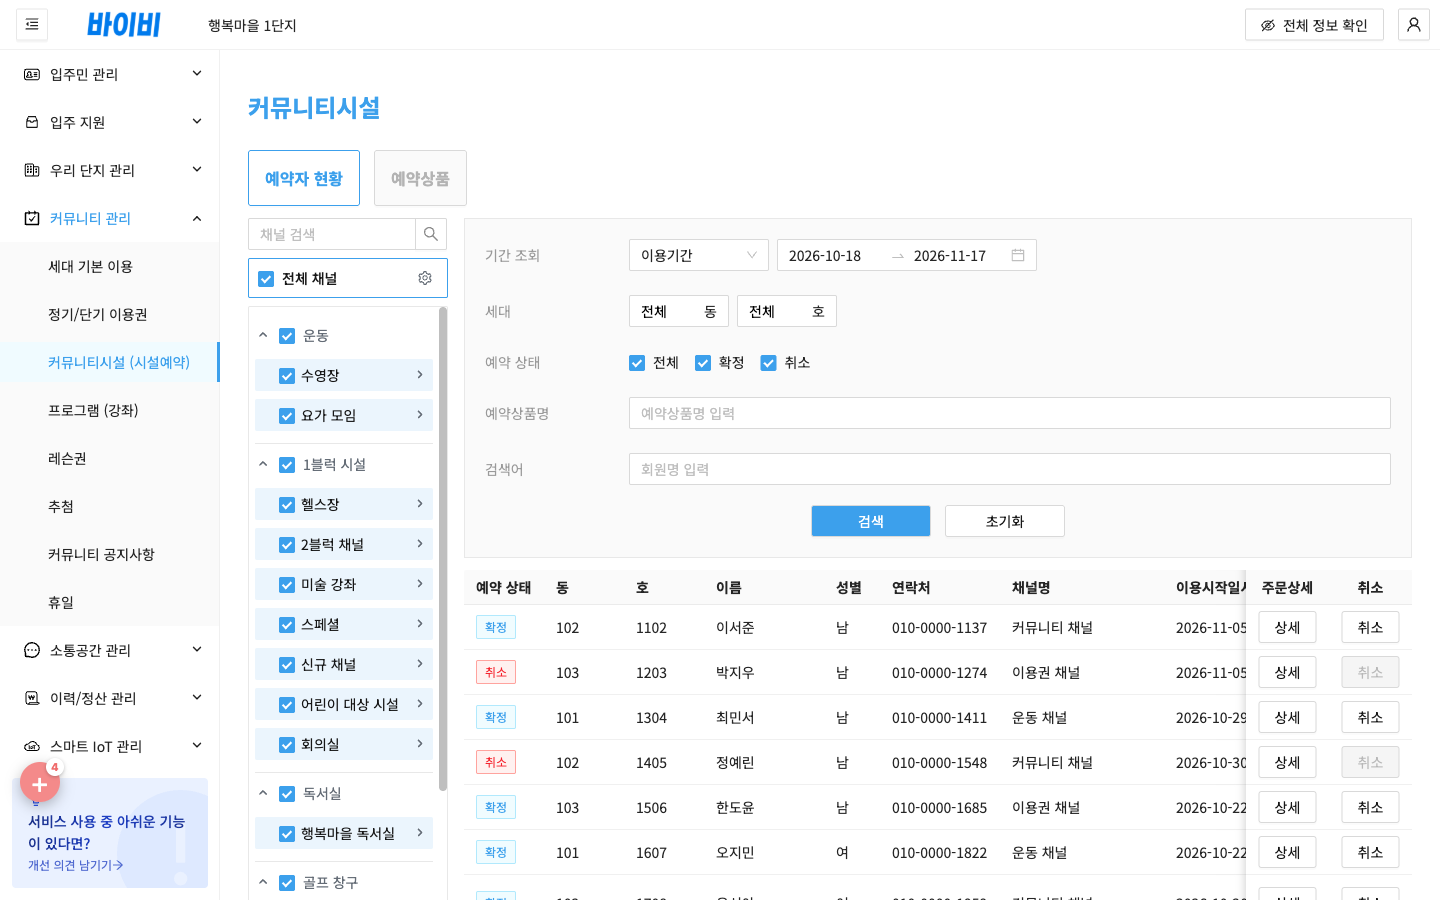 바이비
행복마을 1단지
전체 정보 확인
입주민 관리
입주 지원
우리 단지 관리
커뮤니티 관리
세대 기본 이용
정기/단기 이용권
커뮤니티시설 (시설예약)
프로그램 (강좌)
레슨권
추첨
커뮤니티 공지사항
휴일
소통공간 관리
이력/정산 관리
스마트 IoT 관리
4
서비스 사용 중 아쉬운 기능
이 있다면?
개선 의견 남기기
커뮤니티시설
예약자 현황
예약상품
채널 검색
전체 채널
운동
수영장
요가 모임
1블럭 시설
헬스장
2블럭 채널
미술 강좌
스페셜
신규 채널
어린이 대상 시설
회의실
독서실
행복마을 독서실
골프 창구
기간 조회 이용기간 2026-10-18 → 2026-11-17
세대 전체 동 전체 호
예약 상태 전체 확정 취소
예약상품명 예약상품명 입력
검색어 회원명 입력
검색 초기화
예약 상태 동 호 이름 성별 연락처 채널명 이용시작일시 주문상세 취소
확정 102 1102 이서준 남 010-0000-1137 커뮤니티 채널 2026-11-05 상세 취소
취소 103 1203 박지우 남 010-0000-1274 이용권 채널 2026-11-05 상세 취소
확정 101 1304 최민서 남 010-0000-1411 운동 채널 2026-10-29 상세 취소
취소 102 1405 정예린 남 010-0000-1548 커뮤니티 채널 2026-10-30 상세 취소
확정 103 1506 한도윤 남 010-0000-1685 이용권 채널 2026-10-22 상세 취소
확정 101 1607 오지민 여 010-0000-1822 운동 채널 2026-10-22 상세 취소